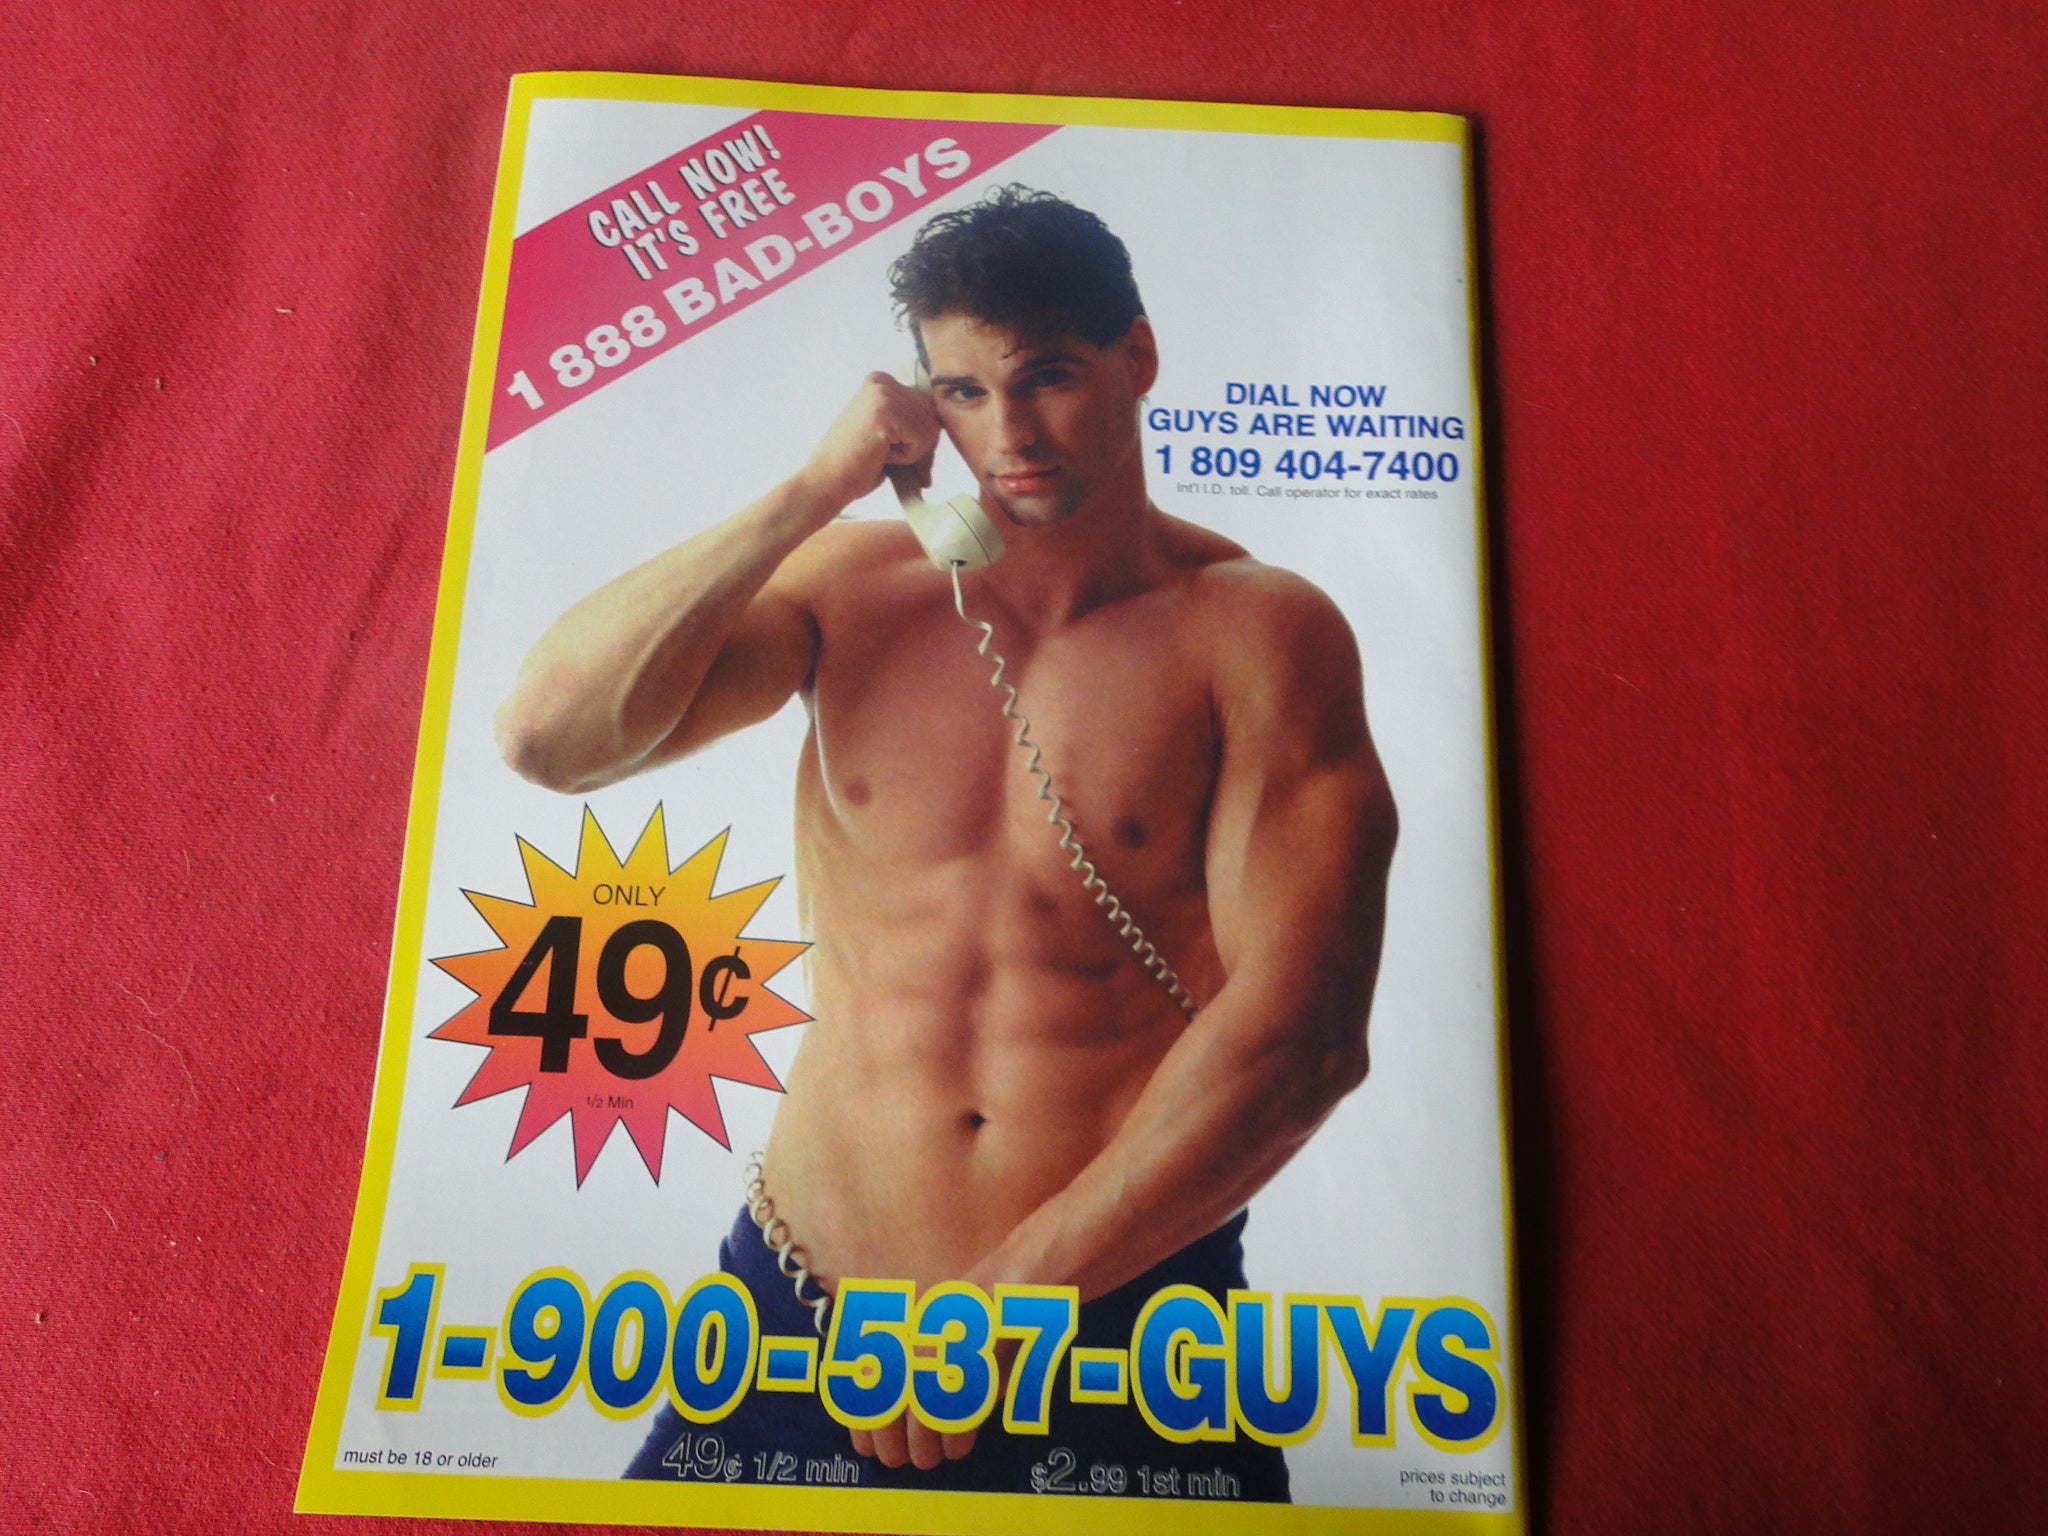 CALL NOW!
IT'S FREE
1 888 BAD-BOYS
DIAL NOW
GUYS ARE WAITING
1 809 404-7400
Int'l I.D. toll. Call operator for exact rates
ONLY
49¢
1/2 Min
1-900-537-GUYS
49¢ 1/2 min
$2.99 1st min
must be 18 or older
prices subject
to change